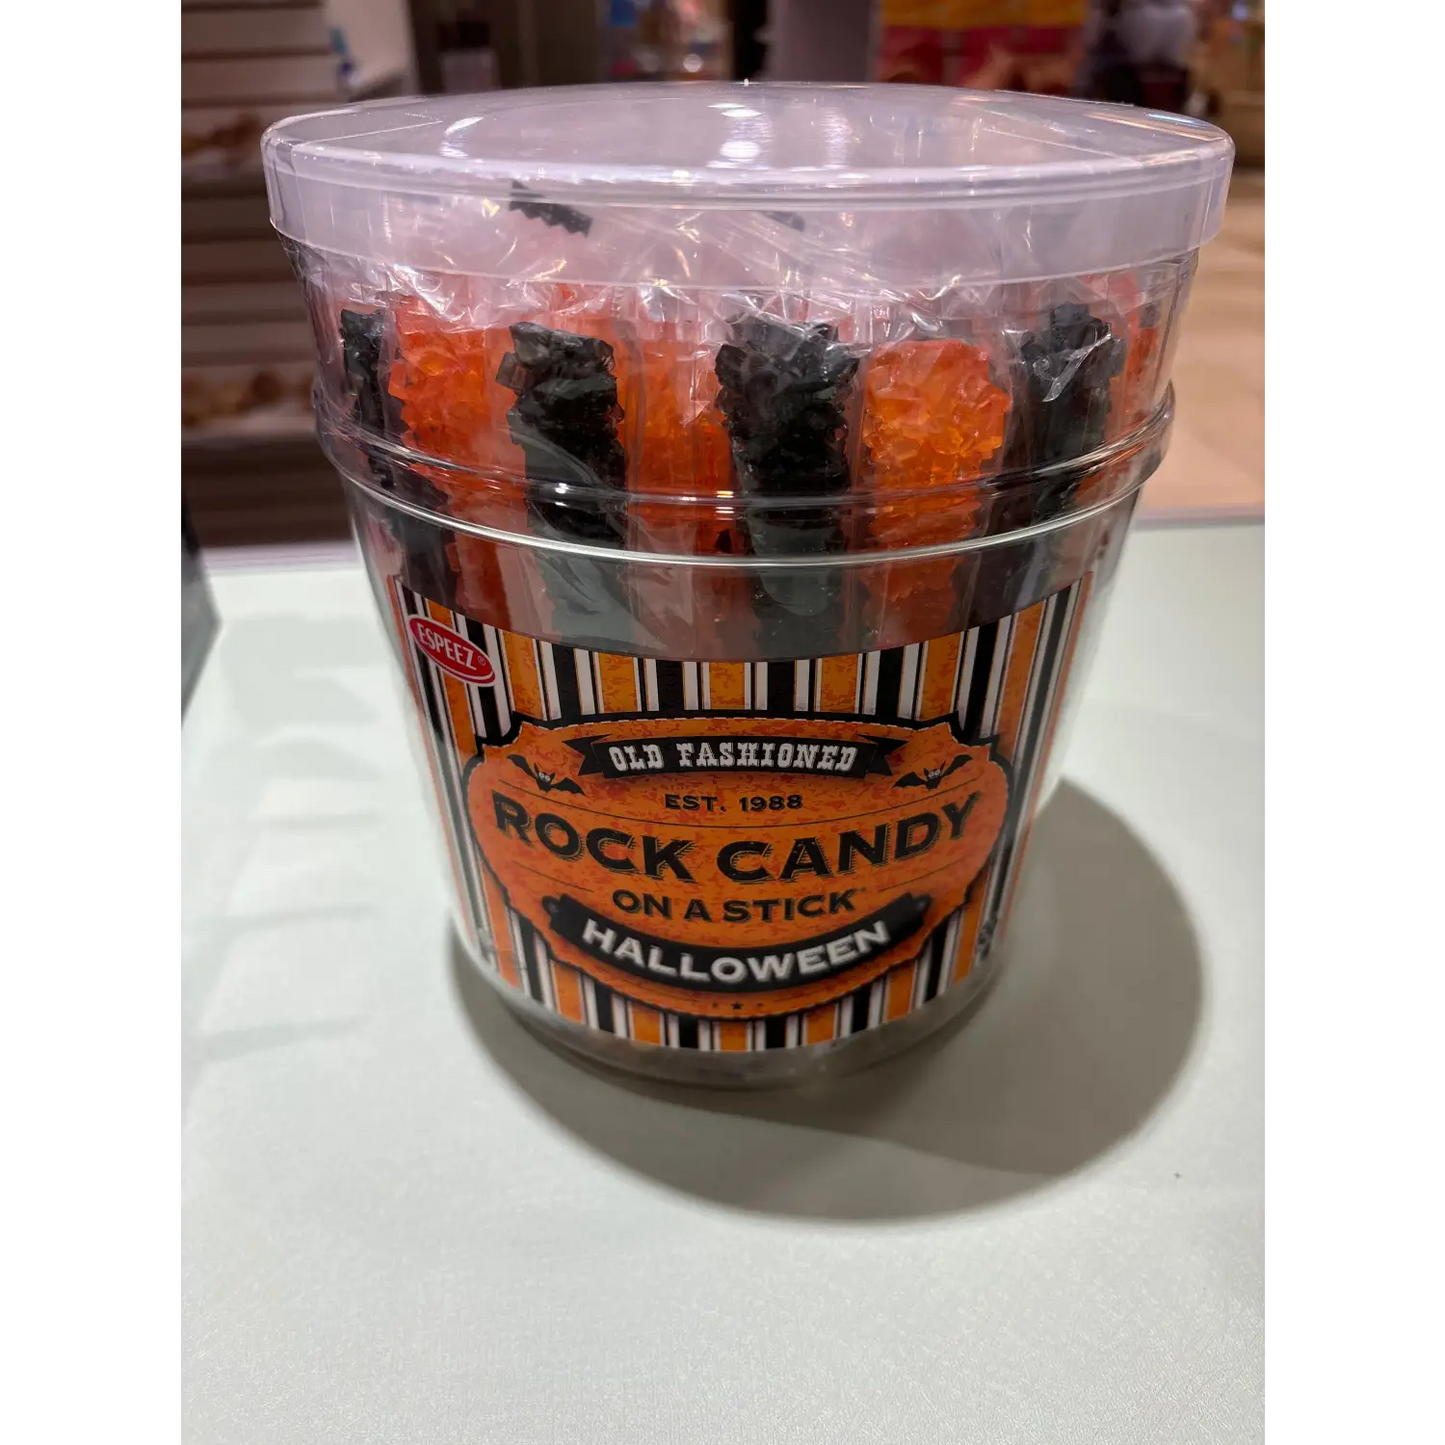 ESPEEZ®
OLD FASHIONED
EST. 1988
ROCK CANDY
ON A STICK
HALLOWEEN